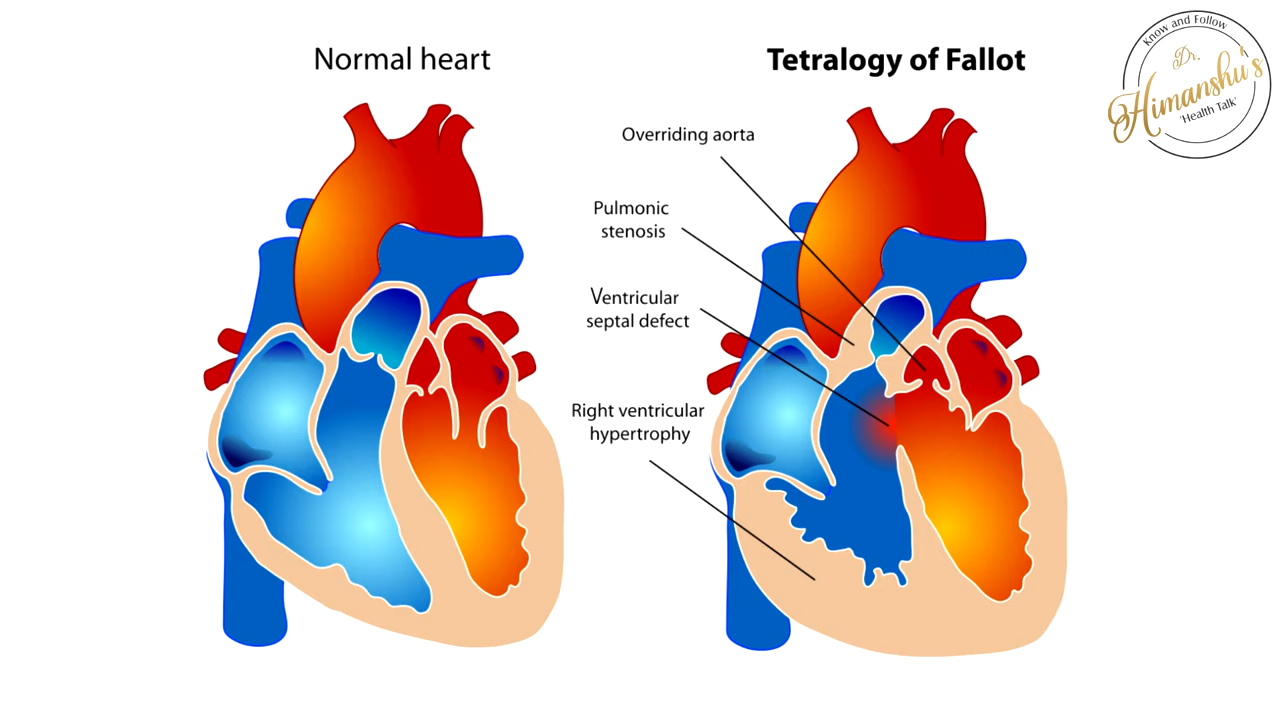 Normal heart
Tetralogy of Fallot
Know and Follow
Dr.
Himanshu's
'Health Talk'
Overriding aorta
Pulmonic
stenosis
Ventricular
septal defect
Right ventricular
hypertrophy